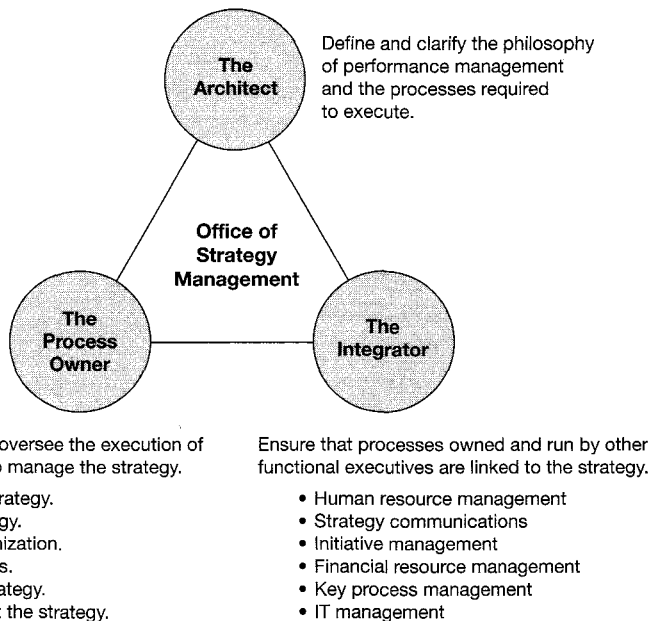 The
Architect
Define and clarify the philosophy
of performance management
and the processes required
to execute.
Office of
Strategy
Management
The
Process
Owner
The
Integrator
oversee the execution of
manage the strategy.
Ensure that processes owned and run by other
functional executives are linked to the strategy.
• Human resource management
• Strategy communications
• Initiative management
• Financial resource management
• Key process management
• IT management
the strategy.